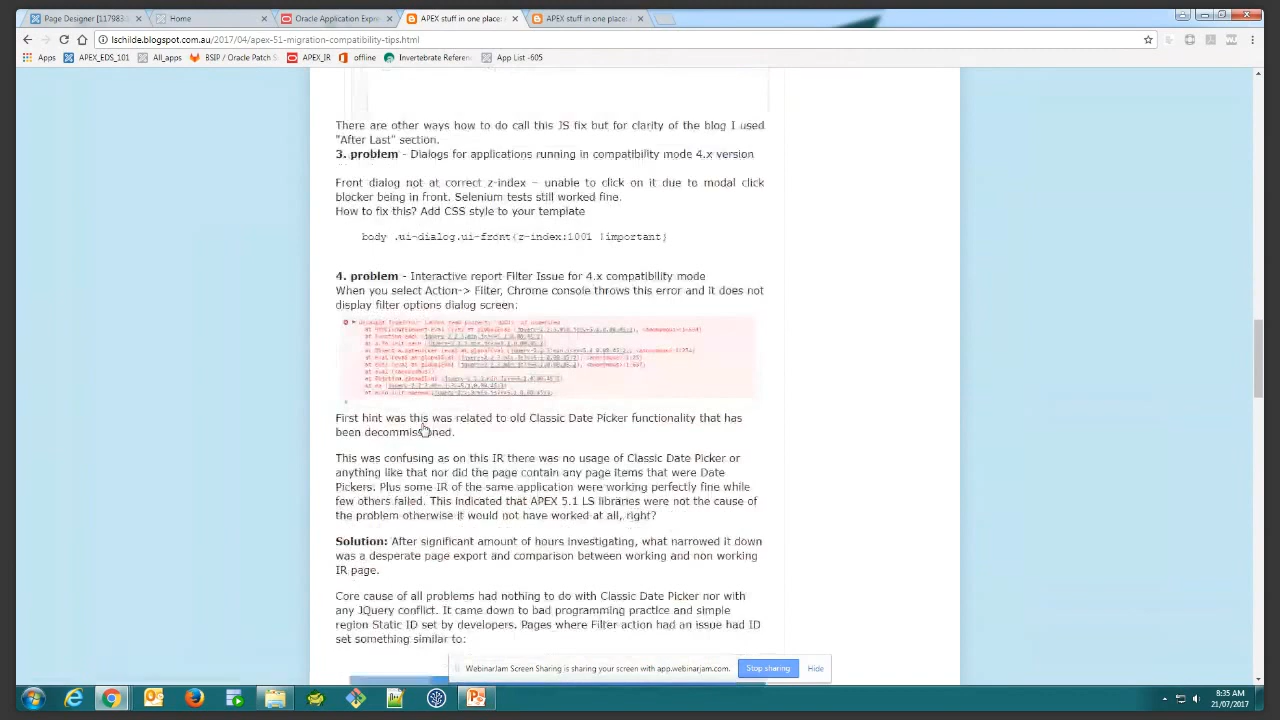 Page Designer [117983-
Home
Oracle Application Expre
APEX stuff in one place:
APEX stuff in one place:
lschilde.blogspot.com.au/2017/04/apex-51-migration-compatibility-tips.html
Apps
APEX_EDS_101
All_apps
BSIP / Oracle Patch S
APEX_IR
offline
Invertebrate Referen
App List -605
There are other ways how to do call this JS fix but for clarity of the blog I used
"After Last" section.
3. problem - Dialogs for applications running in compatibility mode 4.x version
Front dialog not at correct z-index – unable to click on it due to modal click
blocker being in front. Selenium tests still worked fine.
How to fix this? Add CSS style to your template
body .ui-dialog.ui-front{z-index:1001 !important}
4. problem - Interactive report Filter Issue for 4.x compatibility mode
When you select Action-> Filter, Chrome console throws this error and it does not
display filter options dialog screen:
First hint was this was related to old Classic Date Picker functionality that has
been decommissioned.
This was confusing as on this IR there was no usage of Classic Date Picker or
anything like that nor did the page contain any page items that were Date
Pickers. Plus some IR of the same application were working perfectly fine while
few others failed. This indicated that APEX 5.1 LS libraries were not the cause of
the problem otherwise it would not have worked at all, right?
Solution: After significant amount of hours investigating, what narrowed it down
was a desperate page export and comparison between working and non working
IR page.
Core cause of all problems had nothing to do with Classic Date Picker nor with
any JQuery conflict. It came down to bad programming practice and simple
region Static ID set by developers. Pages where Filter action had an issue had ID
set something similar to:
WebinarJam Screen Sharing is sharing your screen with app.webinarjam.com.
Stop sharing
Hide
8:35 AM
21/07/2017